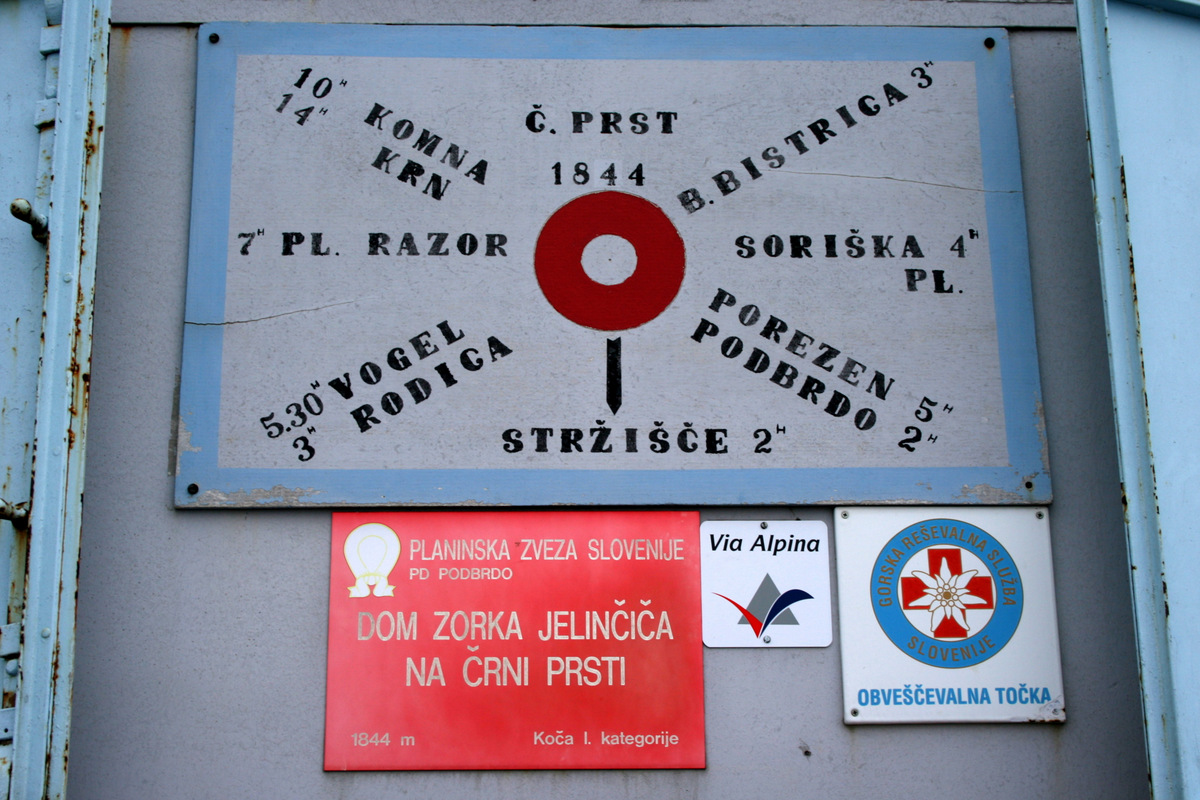 10H KOMNA
14H KRN
Č. PRST
1844
B. BISTRICA 3H
7H PL. RAZOR
SORIŠKA 4H
PL.
5.30H VOGEL
3H RODICA
POREZEN 5H
PODBRDO 2H
STRŽIŠČE 2H
PLANINSKA ZVEZA SLOVENIJE
PD PODBRDO
DOM ZORKA JELINČIČA
NA ČRNI PRSTI
1844 m Koča I. kategorije
Via Alpina
GORSKA REŠEVALNA SLUŽBA
SLOVENIJE
OBVEŠČEVALNA TOČKA